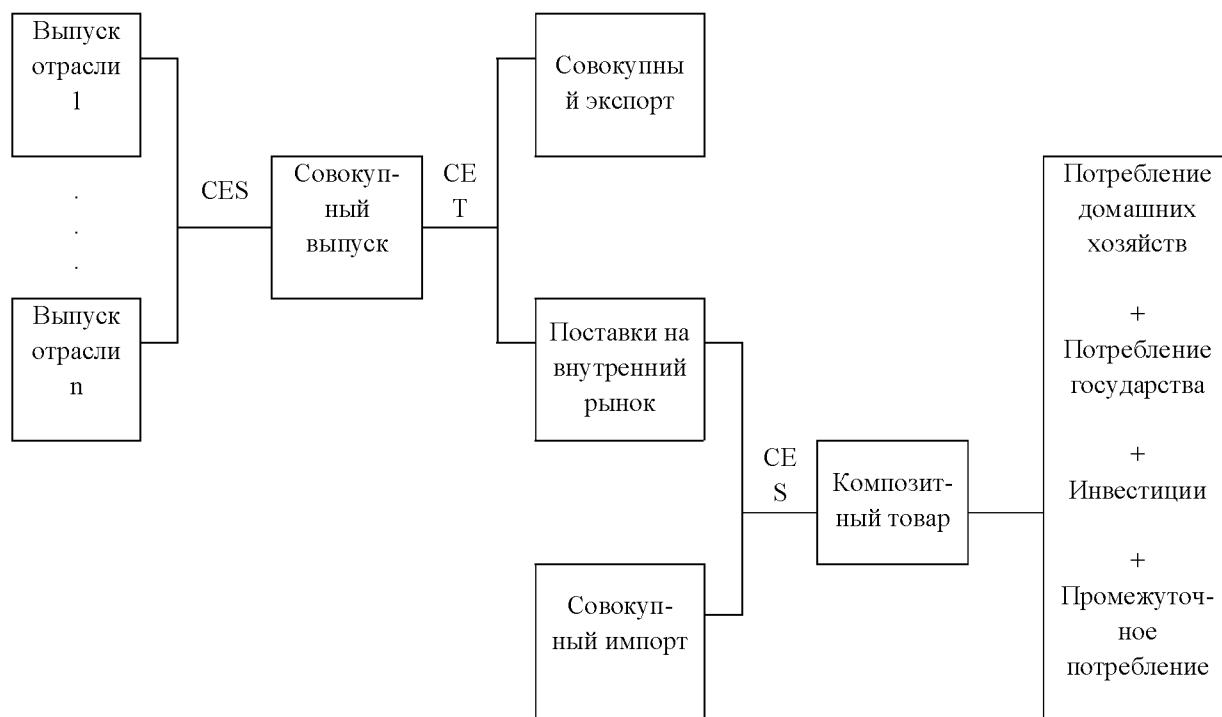 Выпуск
отрасли
1
.
.
.
Выпуск
отрасли
n
CES
Совокуп-
ный
выпуск
CE
T
Совокупны
й экспорт
Поставки на
внутренний
рынок
Совокуп-
ный импорт
CE
S
Композит-
ный товар
Потребление
домашних
хозяйств
+
Потребление
государства
+
Инвестиции
+
Промежуточ-
ное
потребление